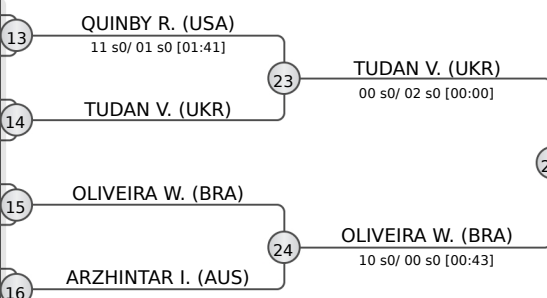 QUINBY R. (USA)
13
11 s0/ 01 s0 [01:41]
23
TUDAN V. (UKR)
00 s0/ 02 s0 [00:00]
TUDAN V. (UKR)
14
OLIVEIRA W. (BRA)
15
24
OLIVEIRA W. (BRA)
10 s0/ 00 s0 [00:43]
ARZHINTAR I. (AUS)
16